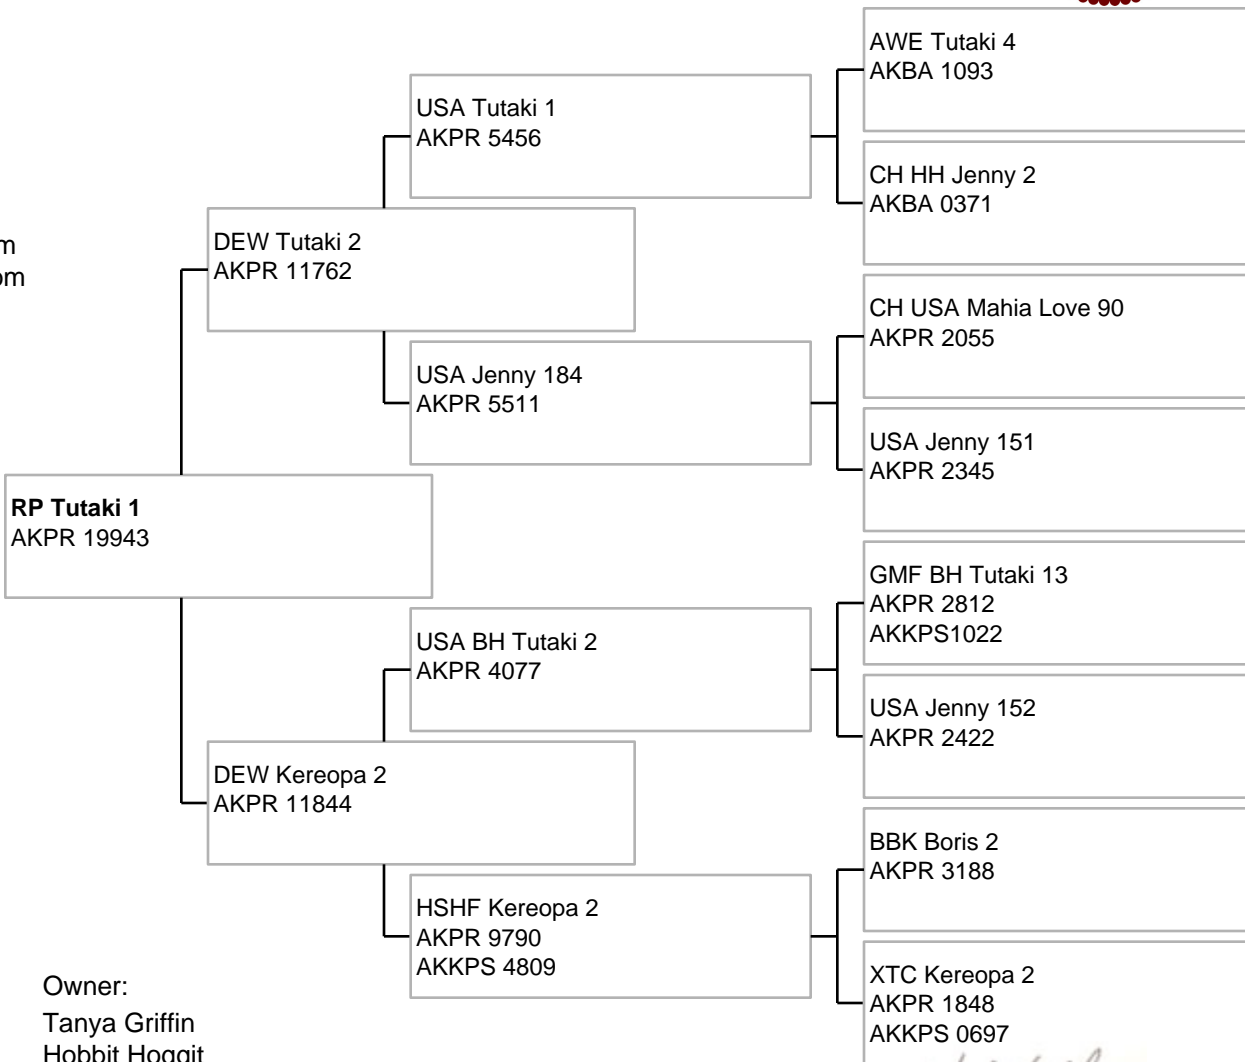 AWE Tutaki 4
AKBA 1093
USA Tutaki 1
AKPR 5456
CH HH Jenny 2
AKBA 0371
DEW Tutaki 2
AKPR 11762
CH USA Mahia Love 90
AKPR 2055
USA Jenny 184
AKPR 5511
USA Jenny 151
AKPR 2345
RP Tutaki 1
AKPR 19943
GMF BH Tutaki 13
AKPR 2812
AKKPS1022
USA BH Tutaki 2
AKPR 4077
USA Jenny 152
AKPR 2422
DEW Kereopa 2
AKPR 11844
BBK Boris 2
AKPR 3188
HSHF Kereopa 2
AKPR 9790
AKKPS 4809
XTC Kereopa 2
AKPR 1848
AKKPS 0697
Owner:
Tanya Griffin
Hobbit Hoggit